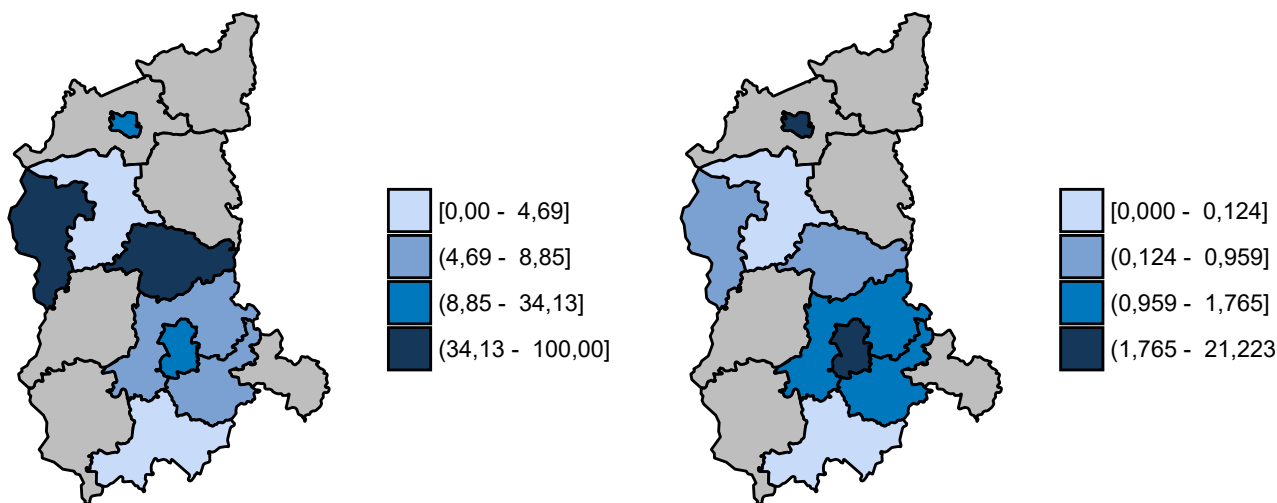 [0,00 - 4,69]
(4,69 - 8,85]
(8,85 - 34,13]
(34,13 - 100,00]
[0,000 - 0,124]
(0,124 - 0,959]
(0,959 - 1,765]
(1,765 - 21,223